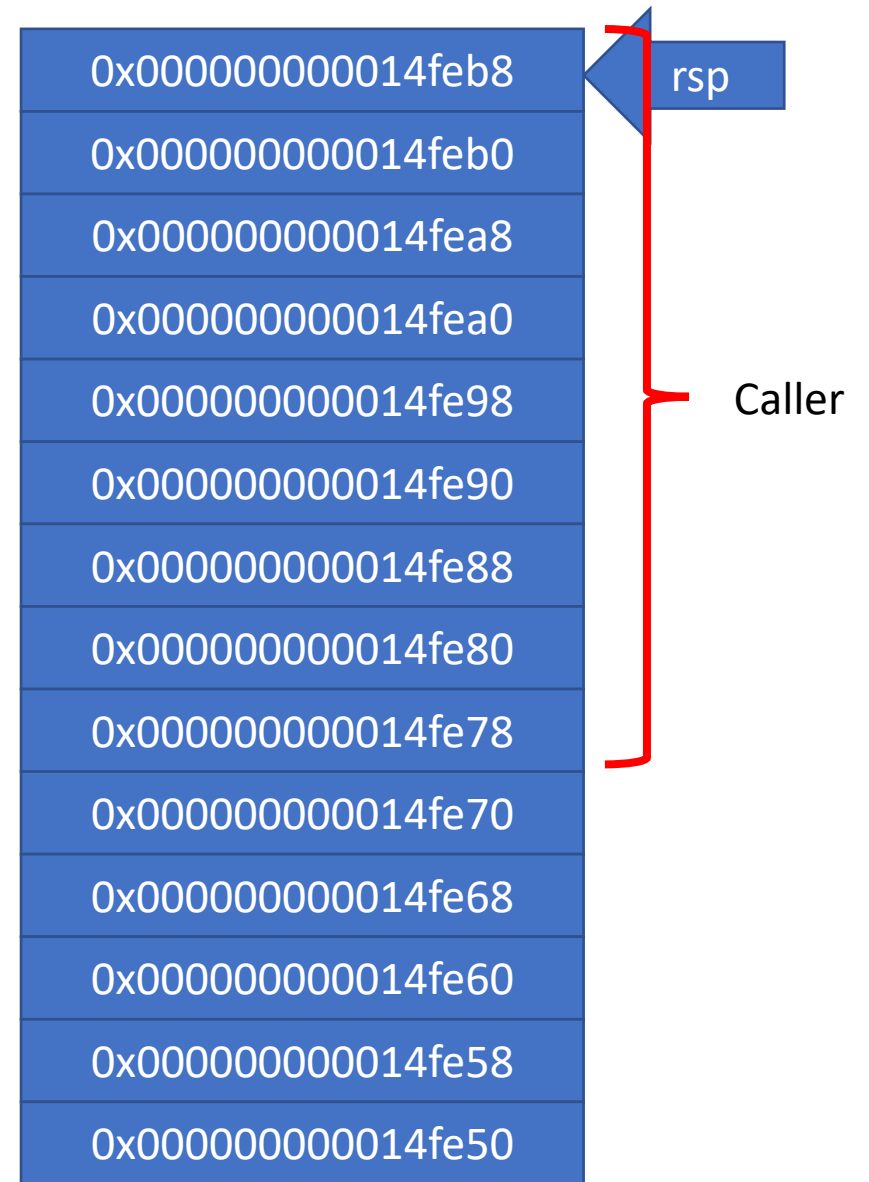 0x000000000014feb8
rsp
0x000000000014feb0
0x000000000014fea8
0x000000000014fea0
0x000000000014fe98
Caller
0x000000000014fe90
0x000000000014fe88
0x000000000014fe80
0x000000000014fe78
0x000000000014fe70
0x000000000014fe68
0x000000000014fe60
0x000000000014fe58
0x000000000014fe50